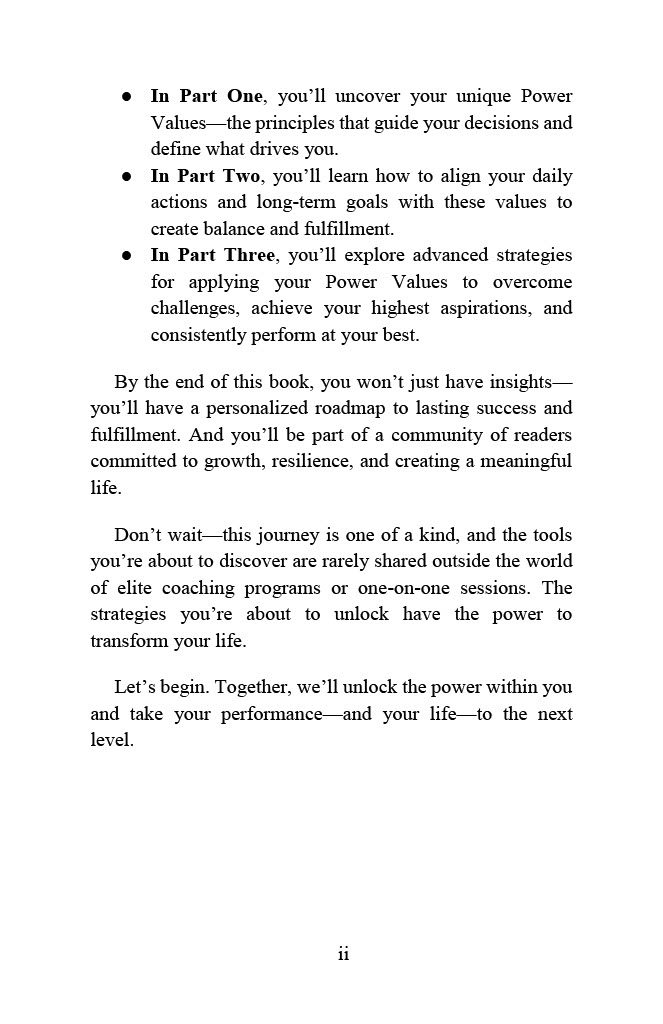 ● In Part One, you’ll uncover your unique Power
Values—the principles that guide your decisions and
define what drives you.
● In Part Two, you’ll learn how to align your daily
actions and long-term goals with these values to
create balance and fulfillment.
● In Part Three, you’ll explore advanced strategies
for applying your Power Values to overcome
challenges, achieve your highest aspirations, and
consistently perform at your best.
By the end of this book, you won’t just have insights—
you’ll have a personalized roadmap to lasting success and
fulfillment. And you’ll be part of a community of readers
committed to growth, resilience, and creating a meaningful
life.
Don’t wait—this journey is one of a kind, and the tools
you’re about to discover are rarely shared outside the world
of elite coaching programs or one-on-one sessions. The
strategies you’re about to unlock have the power to
transform your life.
Let’s begin. Together, we’ll unlock the power within you
and take your performance—and your life—to the next
level.
ii